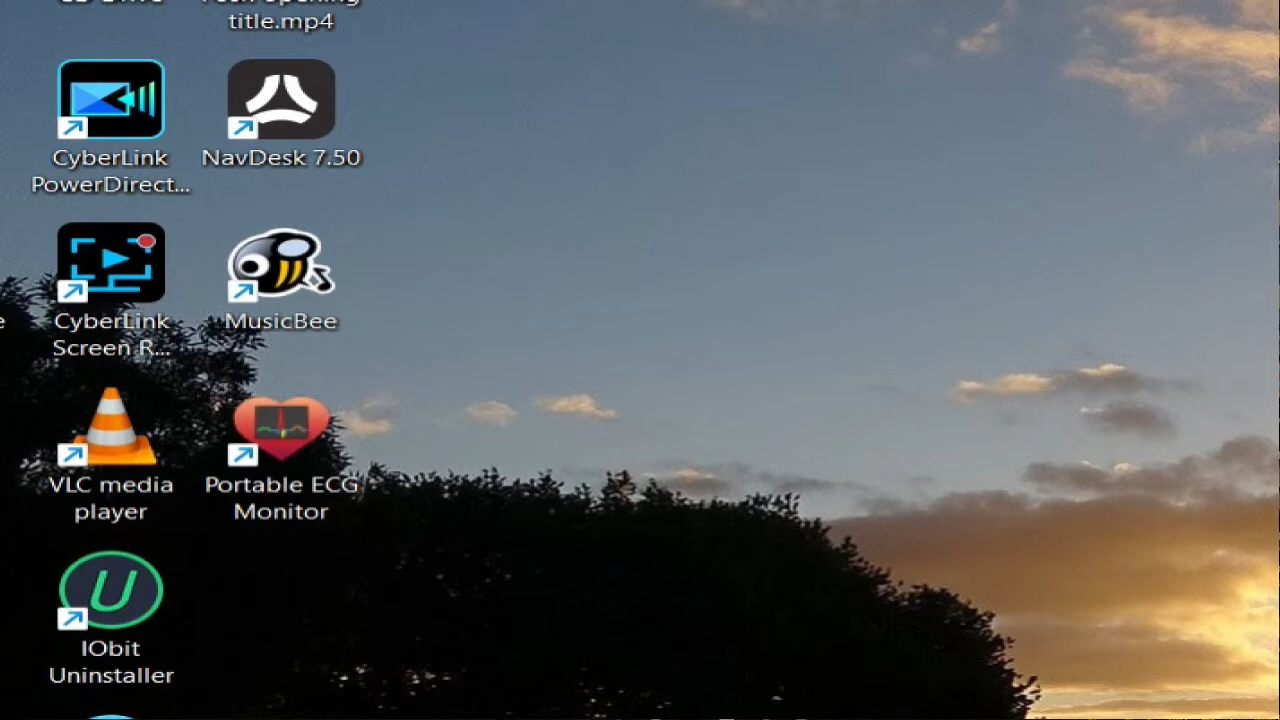 title.mp4
CyberLink
PowerDirect...
NavDesk 7.50
CyberLink
Screen R...
MusicBee
VLC media
player
Portable ECG
Monitor
IObit
Uninstaller